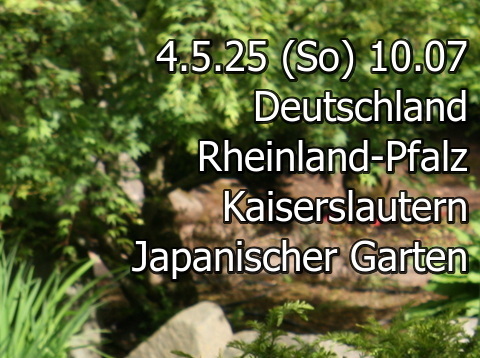 4.5.25 (So) 10.07
Deutschland
Rheinland-Pfalz
Kaiserslautern
Japanischer Garten